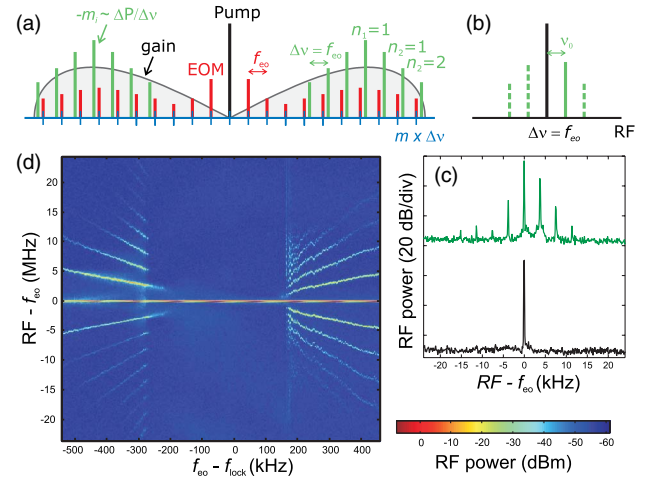 (a)
Pump
(b)
-mᵢ ~ ΔP/Δν
gain
EOM
f_eo
Δν = f_eo
n₁=1
n₂=1
n₂=2
m x Δν
ν₀
RF
Δν = f_eo
(d)
RF - f_eo (MHz)
20
15
10
5
0
-5
-10
-15
-20
-500 -400 -300 -200 -100 0 100 200 300 400
f_eo - f_lock (kHz)
(c)
RF power (20 dB/div)
-20 -15 -10 -5 0 5 10 15 20
RF - f_eo (kHz)
0 -10 -20 -30 -40 -50 -60
RF power (dBm)